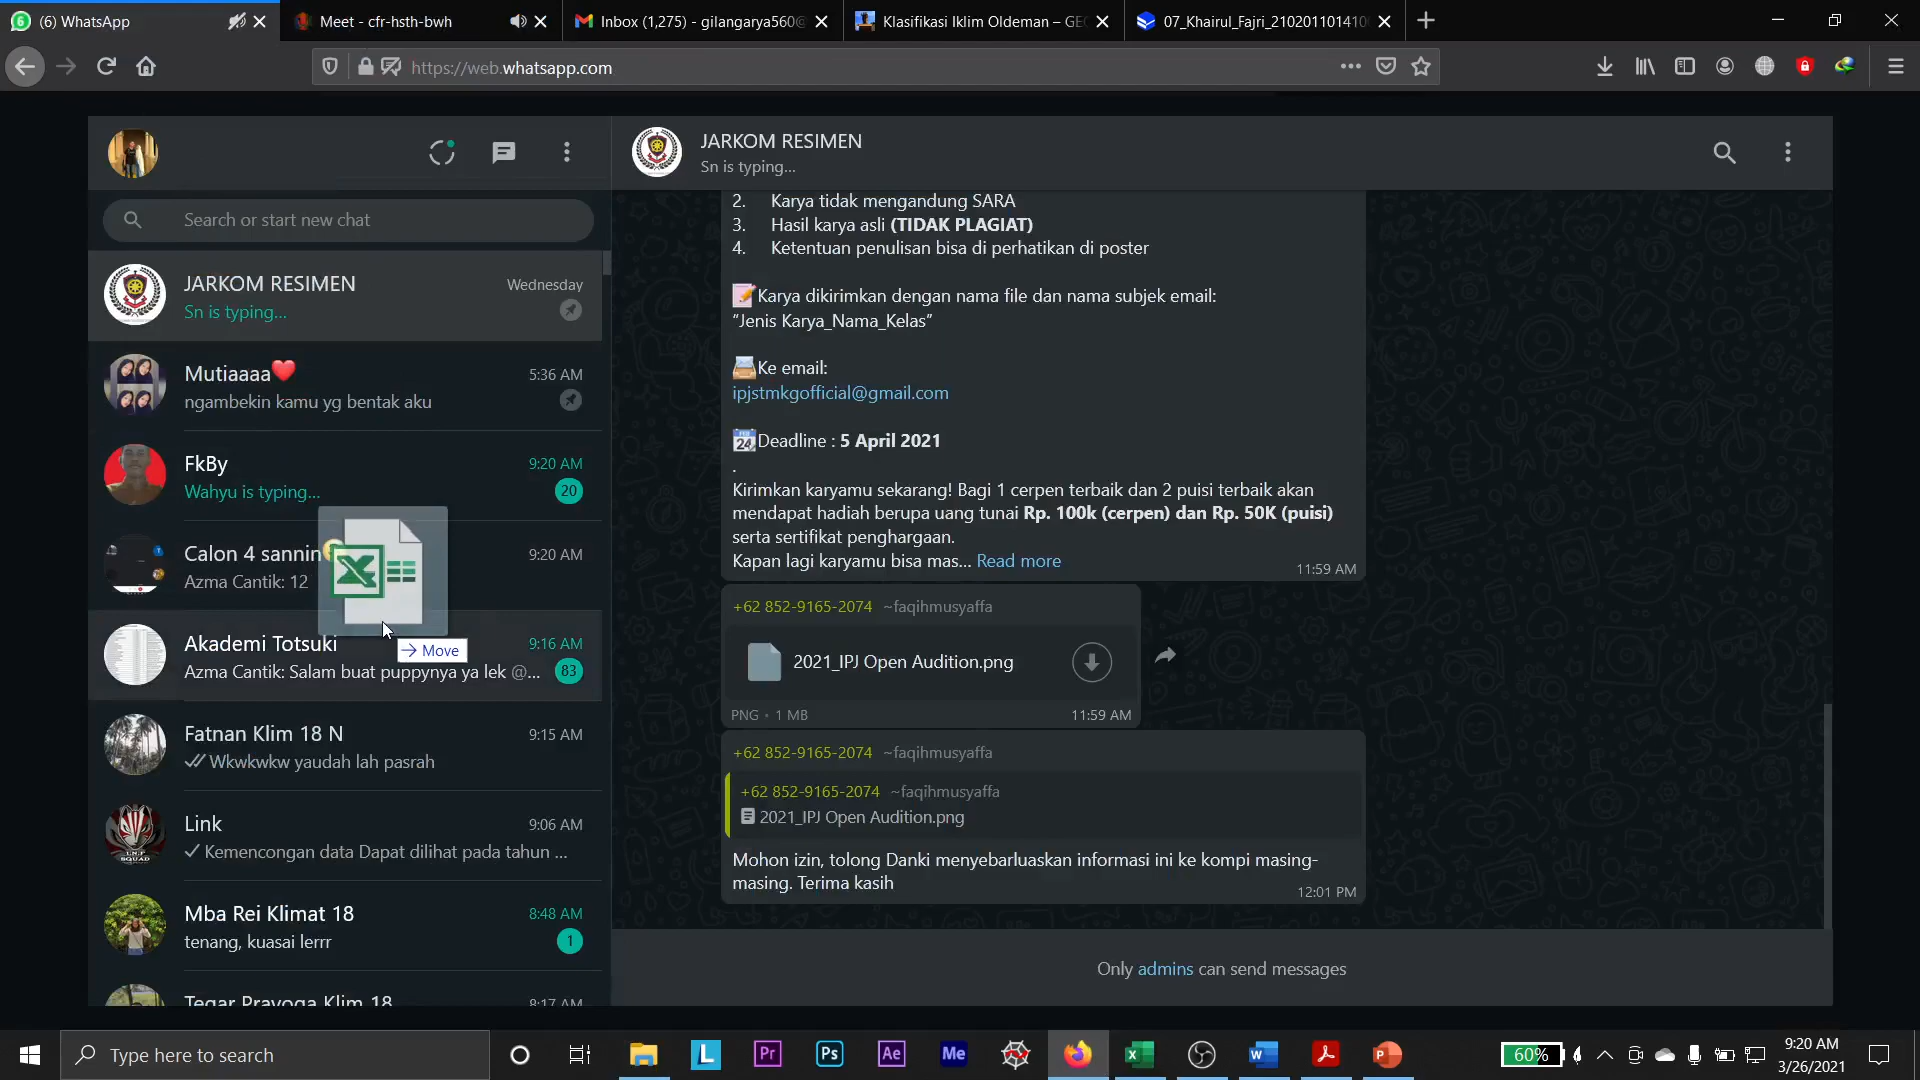 (6) WhatsApp
Meet - cfr-hsth-bwh
Inbox (1,275) - gilangarya560@
Klasifikasi Iklim Oldeman – GEO
07_Khairul_Fajri_21020110141
https://web.whatsapp.com
JARKOM RESIMEN
Sn is typing...
Search or start new chat
JARKOM RESIMEN
Wednesday
Sn is typing...
Mutiaaaa❤️
5:36 AM
ngambekin kamu yg bentak aku
FkBy
9:20 AM
Wahyu is typing...
20
Calon 4 sannin
9:20 AM
Azma Cantik: 12
Akademi Totsuki
9:16 AM
Azma Cantik: Salam buat puppynya ya lek @...
83
Move
Fatnan Klim 18 N
9:15 AM
Wkwkwkw yaudah lah pasrah
Link
9:06 AM
Kemencongan data Dapat dilihat pada tahun ...
Mba Rei Klimat 18
8:48 AM
tenang, kuasai lerrr
1
Tegar Prayoga Klim 18
8:17 AM
2. Karya tidak mengandung SARA
3. Hasil karya asli (TIDAK PLAGIAT)
4. Ketentuan penulisan bisa di perhatikan di poster
📝Karya dikirimkan dengan nama file dan nama subjek email:
“Jenis Karya_Nama_Kelas”
Ke email:
ipjstmkgofficial@gmail.com
Deadline : 5 April 2021
.
Kirimkan karyamu sekarang! Bagi 1 cerpen terbaik dan 2 puisi terbaik akan
mendapat hadiah berupa uang tunai Rp. 100k (cerpen) dan Rp. 50K (puisi)
serta sertifikat penghargaan.
Kapan lagi karyamu bisa mas... Read more
11:59 AM
+62 852-9165-2074 ~faqihmusyaffa
2021_IPJ Open Audition.png
PNG • 1 MB
11:59 AM
+62 852-9165-2074 ~faqihmusyaffa
+62 852-9165-2074 ~faqihmusyaffa
2021_IPJ Open Audition.png
Mohon izin, tolong Danki menyebarluaskan informasi ini ke kompi masing-
masing. Terima kasih
12:01 PM
Only admins can send messages
Type here to search
L
Pr
Ps
Ae
Me
60%
9:20 AM
3/26/2021